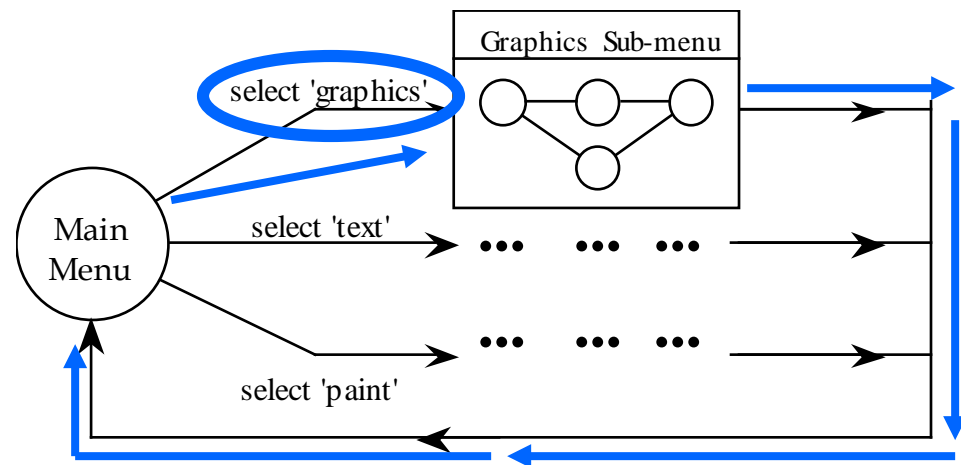 Graphics Sub-menu
select 'graphics'
Main
Menu
select 'text'
••• ••• •••
••• ••• •••
select 'paint'